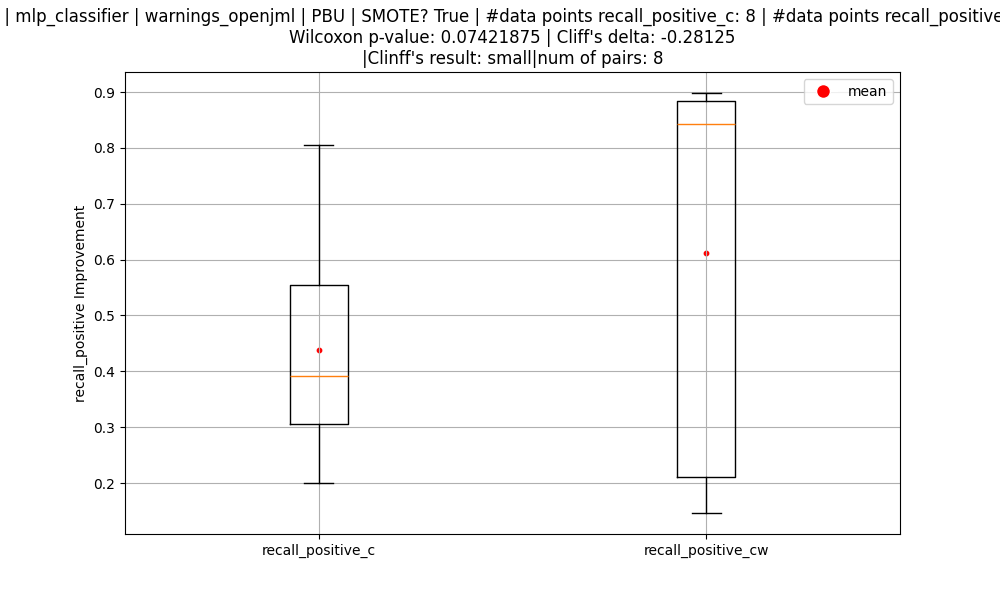 | mlp_classifier | warnings_openjml | PBU | SMOTE? True | #data points recall_positive_c: 8 | #data points recall_positive
Wilcoxon p-value: 0.07421875 | Cliff's delta: -0.28125
|Clinff's result: small|num of pairs: 8
mean
0.9
0.8
0.7
0.6
0.5
0.4
0.3
0.2
recall_positive Improvement
recall_positive_c
recall_positive_cw